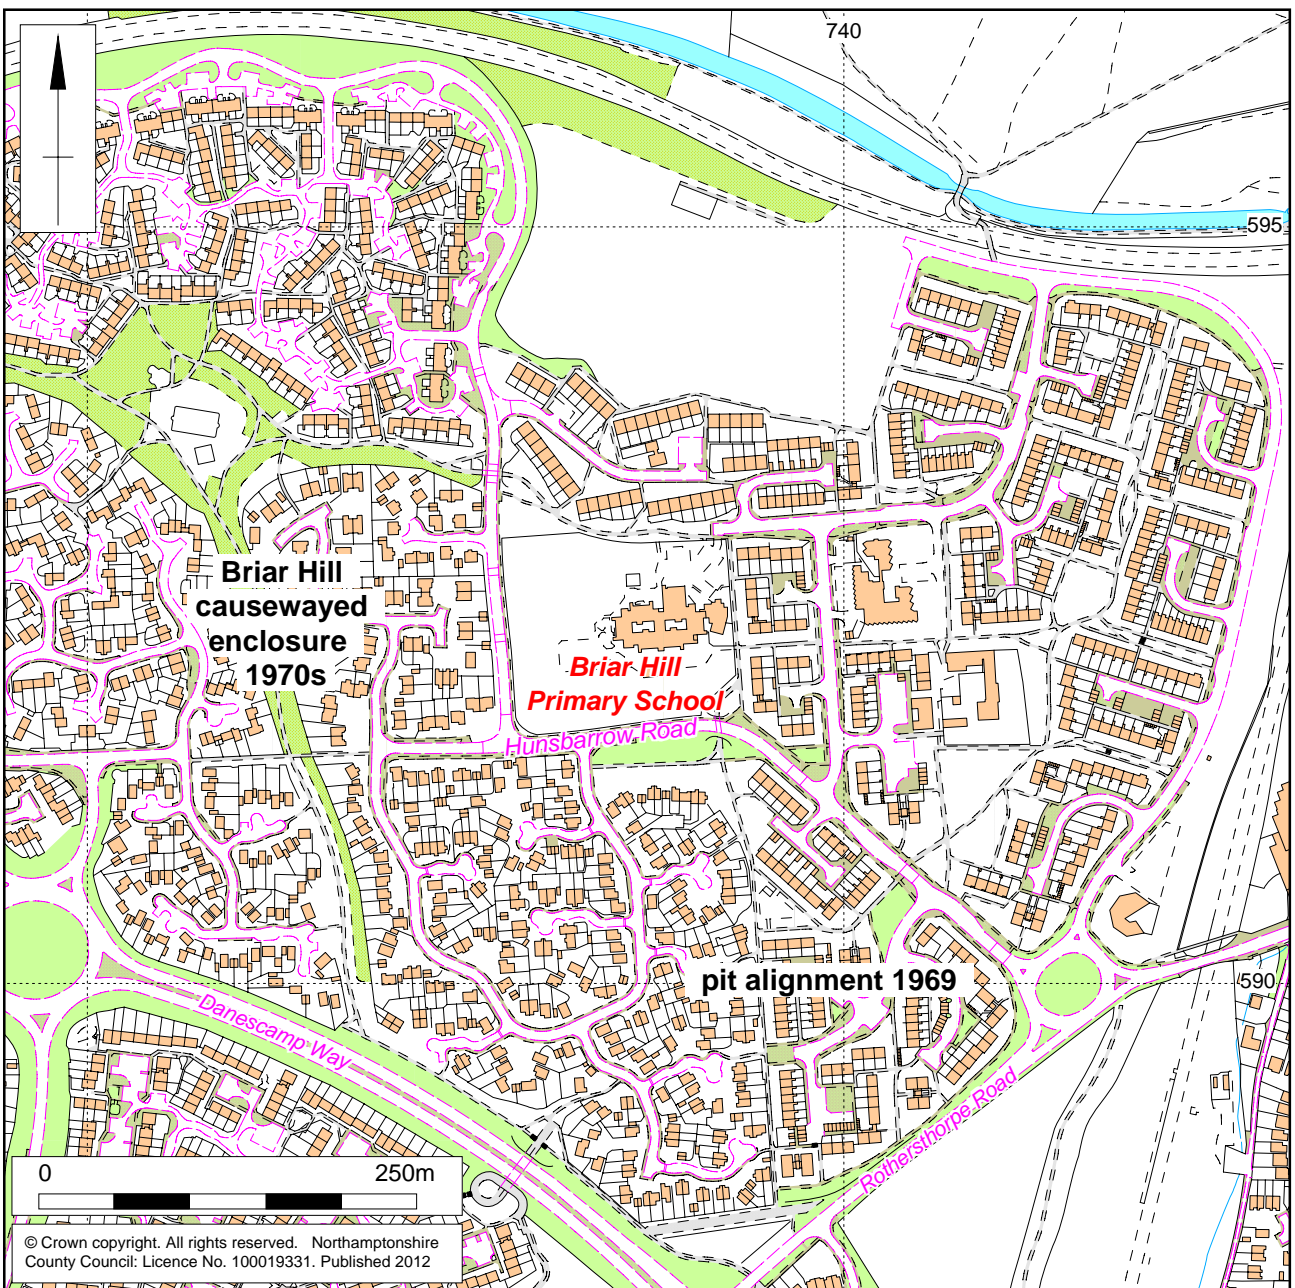 740
595
Briar Hill
causewayed
enclosure
1970s
Briar Hill
Primary School
Hunsbarrow Road
pit alignment 1969
590
Danescamp Way
Rothersthorpe Road
0 250m
© Crown copyright. All rights reserved. Northamptonshire
County Council: Licence No. 100019331. Published 2012